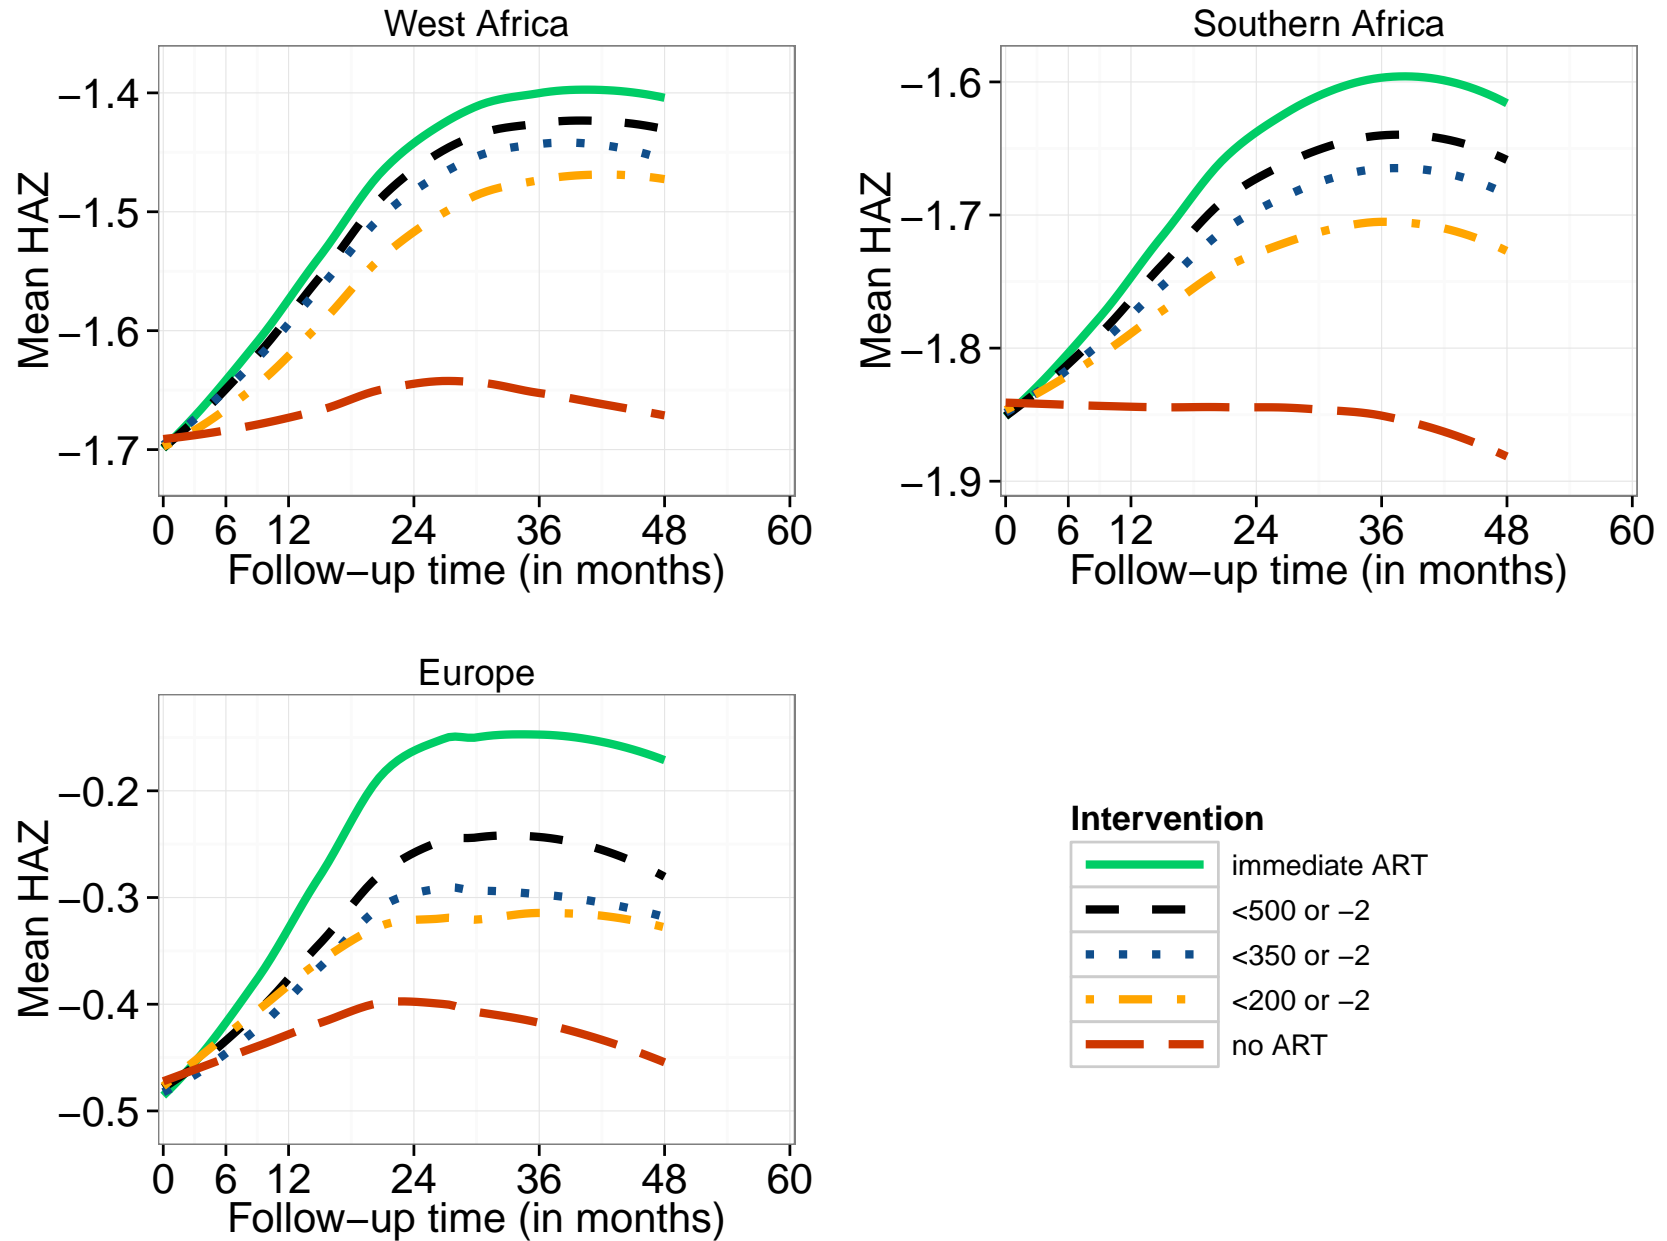 West Africa
Mean HAZ
−1.4
−1.5
−1.6
−1.7
0 6 12 24 36 48 60
Follow−up time (in months)
Southern Africa
Mean HAZ
−1.6
−1.7
−1.8
−1.9
0 6 12 24 36 48 60
Follow−up time (in months)
Europe
Mean HAZ
−0.2
−0.3
−0.4
−0.5
0 6 12 24 36 48 60
Follow−up time (in months)
Intervention
immediate ART
<500 or −2
<350 or −2
<200 or −2
no ART